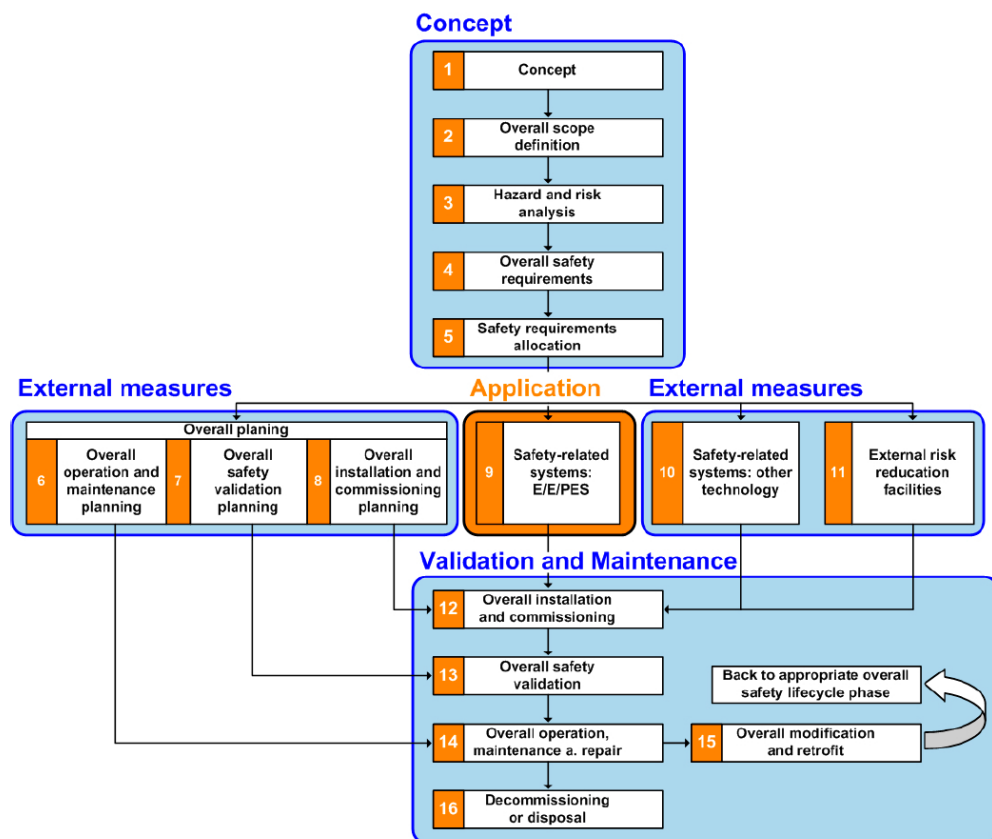 Concept
1
Concept
2
Overall scope
definition
3
Hazard and risk
analysis
4
Overall safety
requirements
5
Safety requirements
allocation
External measures
Application
External measures
Overall planing
6
Overall
operation and
maintenance
planning
7
Overall
safety
validation
planning
8
Overall
installation and
commissioning
planning
9
Safety-related
systems:
E/E/PES
10
Safety-related
systems: other
technology
11
External risk
reducation
facilities
Validation and Maintenance
12
Overall installation
and commissioning
13
Overall safety
validation
Back to appropriate overall
safety lifecycle phase
14
Overall operation,
maintenance a. repair
15
Overall modification
and retrofit
16
Decommissioning
or disposal